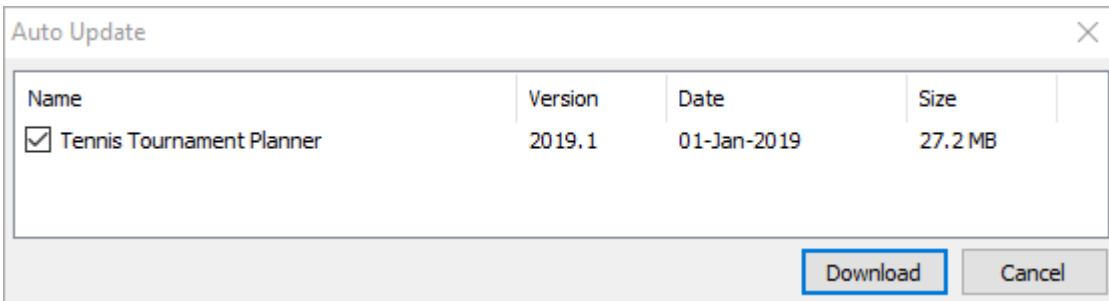 Auto Update
Name Version Date Size
Tennis Tournament Planner 2019.1 01-Jan-2019 27.2 MB
Download Cancel